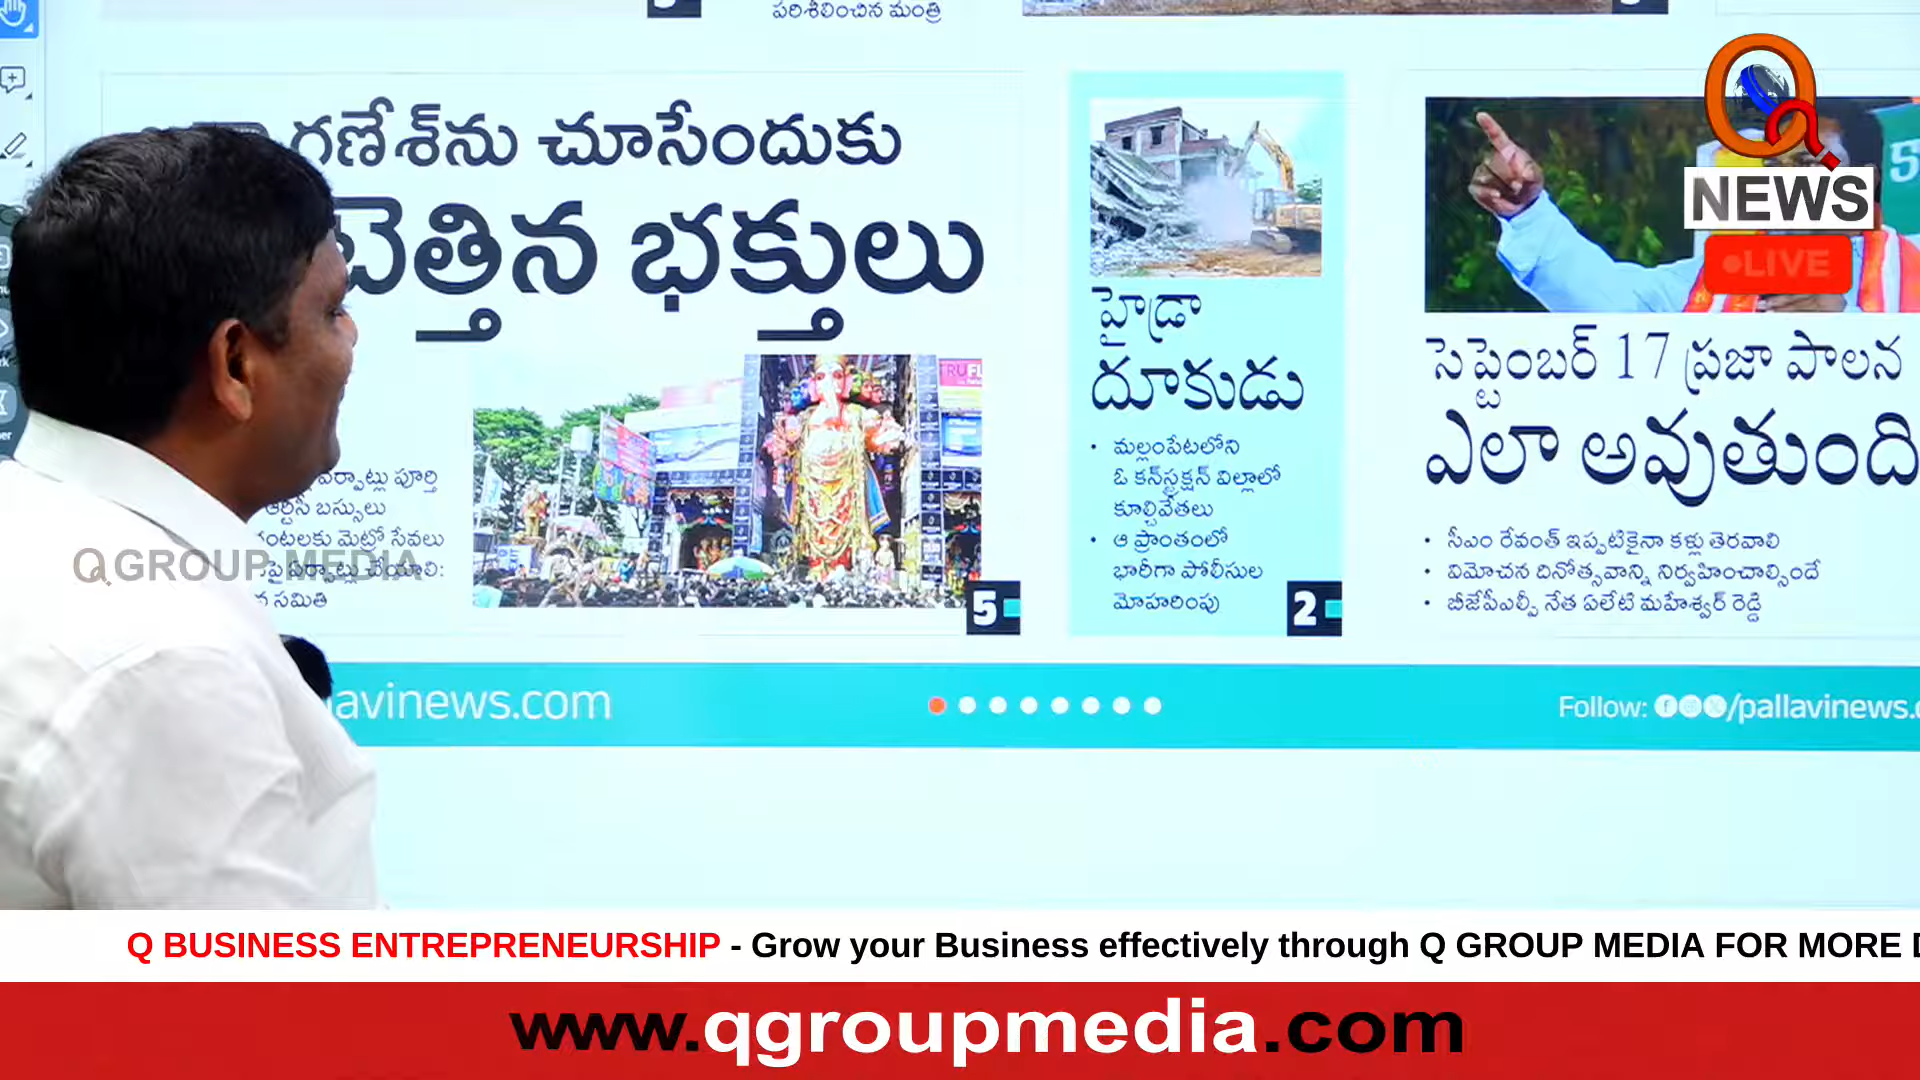 పరిశీలించిన మంత్రి
గణేశ్‌ను చూసేందుకు
బెత్తిన భక్తులు
ఏర్పాట్లు పూర్తి
ఆర్టీసీ బస్సులు
గంటలకు మెట్రో సేవలు
పై ఏర్పాట్లు చేయాలి:
సమితి
5
హైడ్రా
దూకుడు
• మల్లంపేటలోని
ఓ కన్‌స్ట్రక్షన్ విల్లాలో
కూల్చివేతలు
• ఆ ప్రాంతంలో
భారీగా పోలీసుల
మోహరింపు
2
సెప్టెంబర్ 17 ప్రజా పాలన
ఎలా అవుతుంది
• సీఎం రేవంత్ ఇప్పటికైనా కళ్లు తెరవాలి
• విమోచన దినోత్సవాన్ని నిర్వహించాల్సిందే
• బీజేపీఎల్పీ నేత ఏలేటి మహేశ్వర్ రెడ్డి
Q
NEWS
•LIVE
Q GROUP MEDIA
avinews.com
Follow: /pallavinews.
Q BUSINESS ENTREPRENEURSHIP - Grow your Business effectively through Q GROUP MEDIA FOR MORE
www.qgroupmedia.com